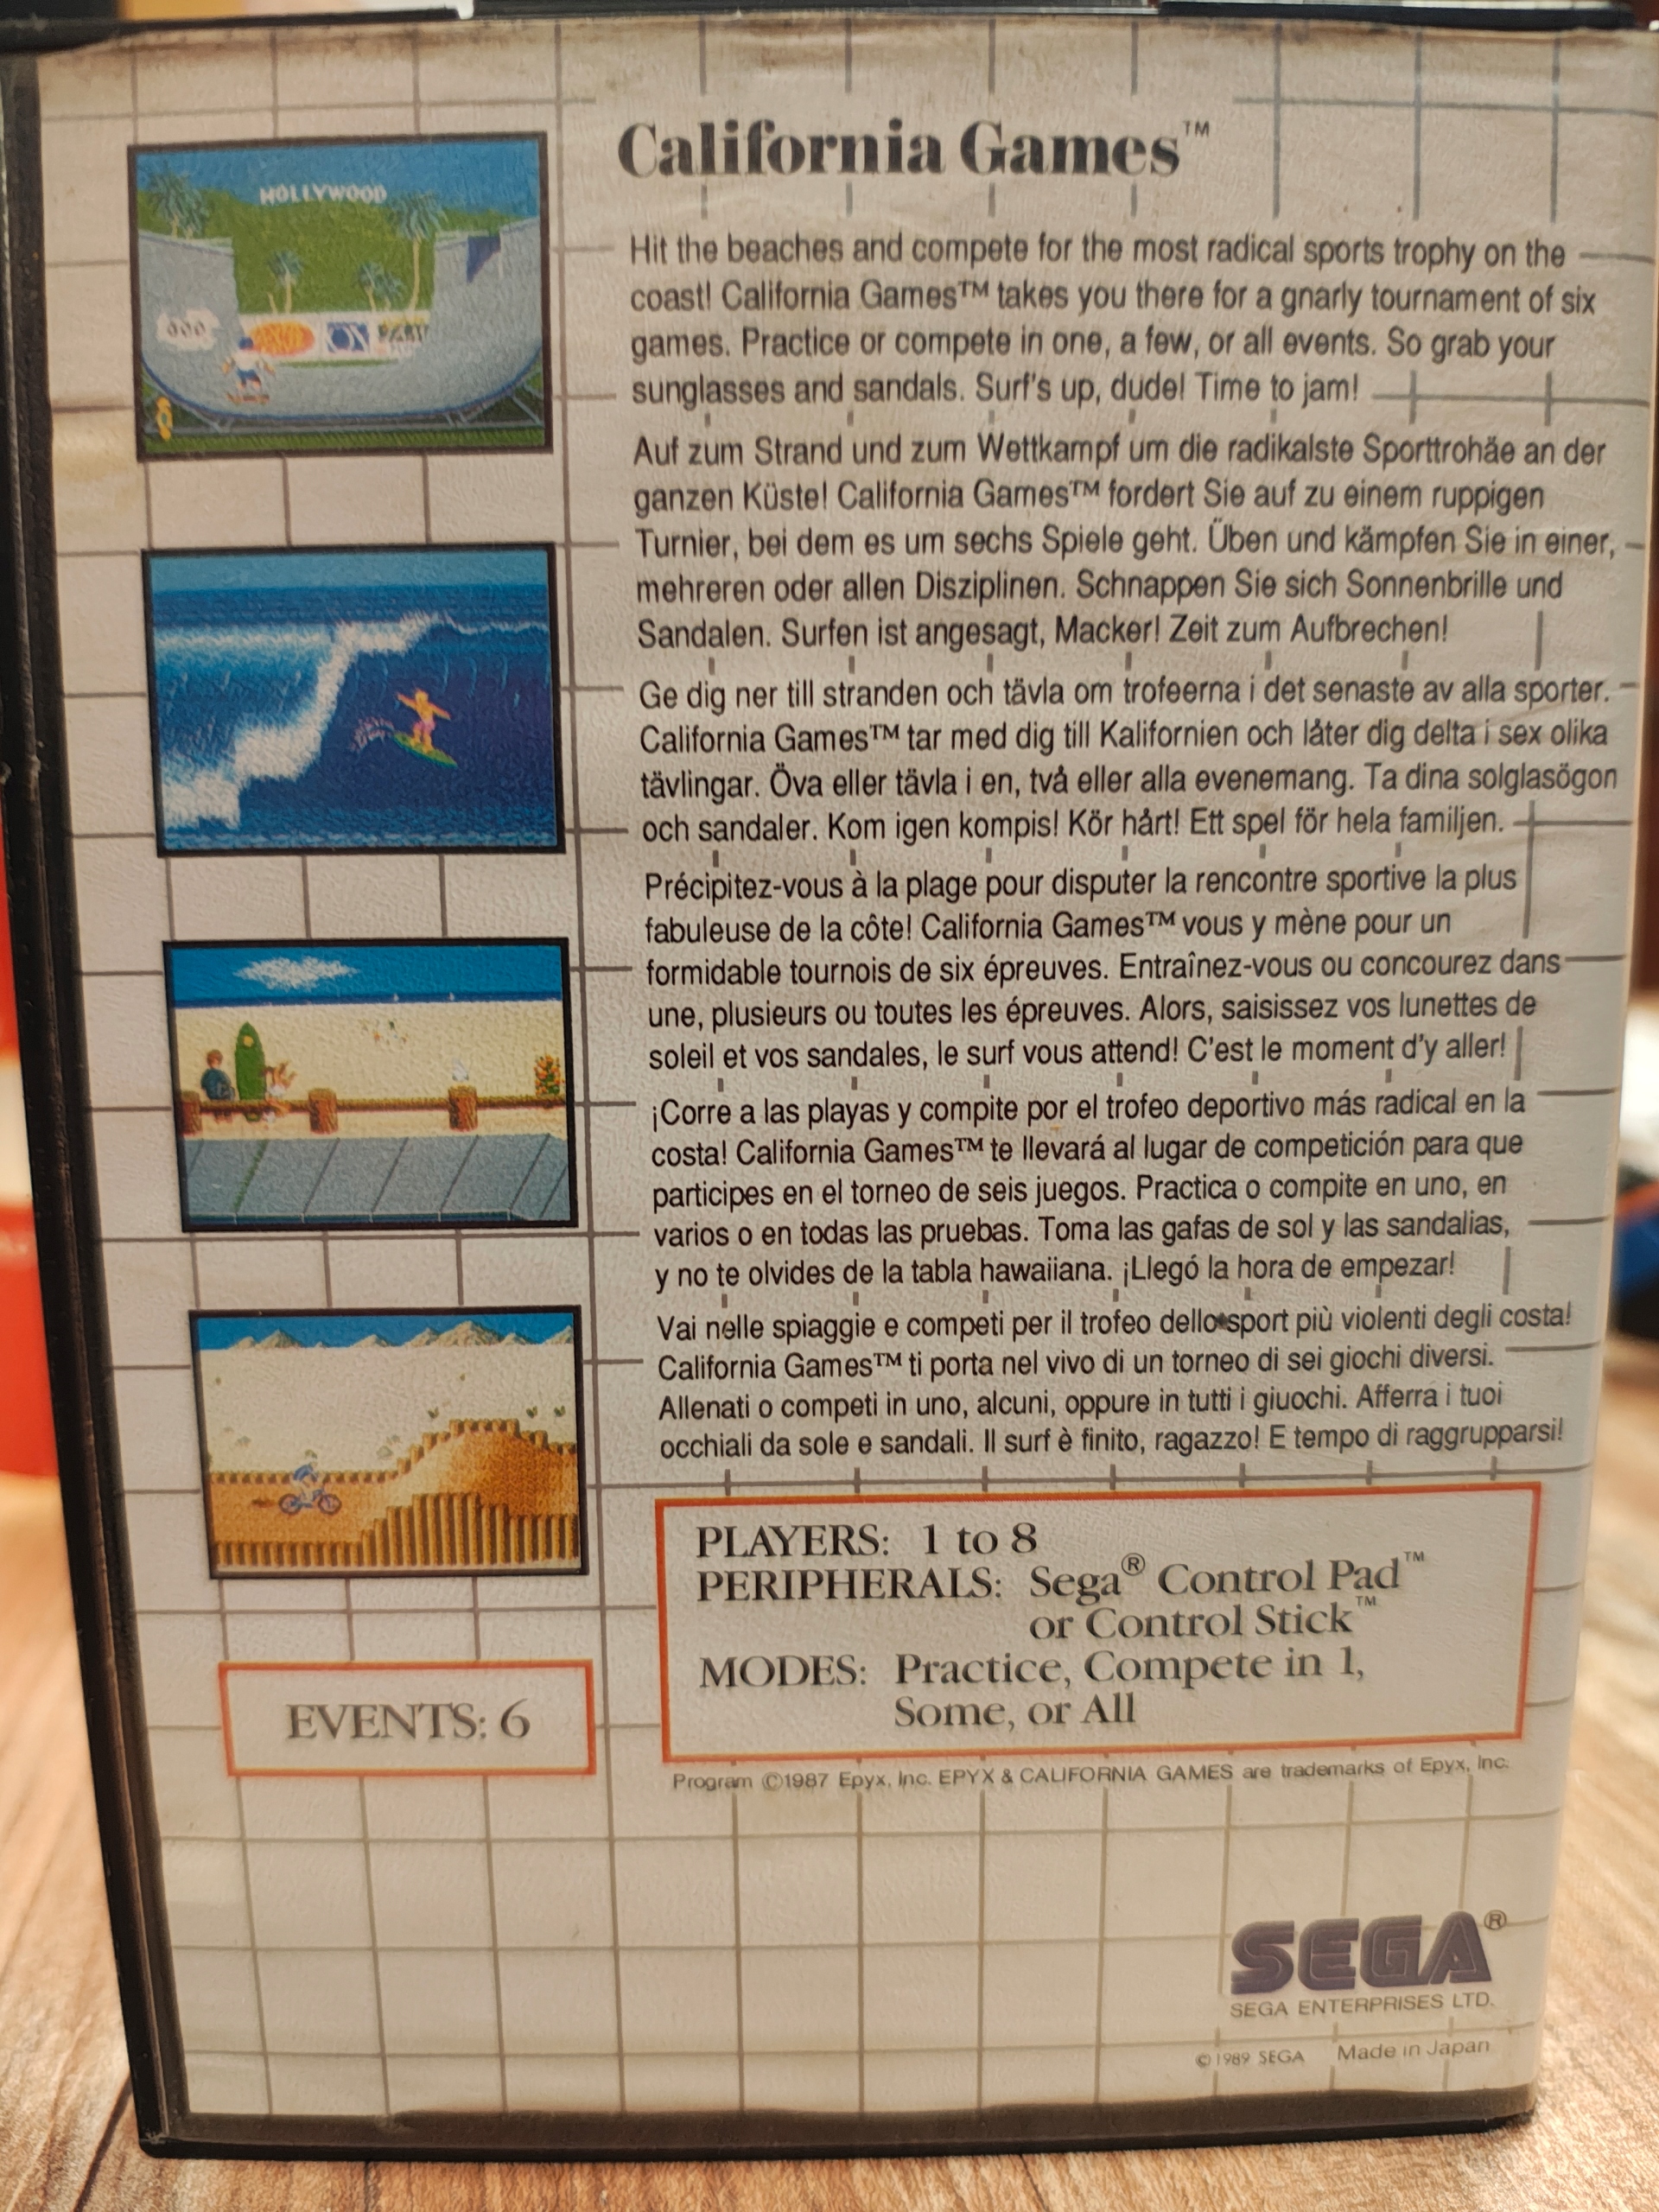 California Games™
Hit the beaches and compete for the most radical sports trophy on the
coast! California Games™ takes you there for a gnarly tournament of six
games. Practice or compete in one, a few, or all events. So grab your
sunglasses and sandals. Surf's up, dude! Time to jam!
Auf zum Strand und zum Wettkampf um die radikalste Sporttrohäe an der
ganzen Küste! California Games™ fordert Sie auf zu einem ruppigen
Turnier, bei dem es um sechs Spiele geht. Üben und kämpfen Sie in einer,
mehreren oder allen Disziplinen. Schnappen Sie sich Sonnenbrille und
Sandalen. Surfen ist angesagt, Macker! Zeit zum Aufbrechen!
Ge dig ner till stranden och tävla om trofeerna i det senaste av alla sporter.
California Games™ tar med dig till Kalifornien och låter dig delta i sex olika
tävlingar. Öva eller tävla i en, två eller alla evenemang. Ta dina solglasögon
och sandaler. Kom igen kompis! Kör hårt! Ett spel för hela familjen.
Précipitez-vous à la plage pour disputer la rencontre sportive la plus
fabuleuse de la côte! California Games™ vous y mène pour un
formidable tournois de six épreuves. Entraînez-vous ou concourez dans
une, plusieurs ou toutes les épreuves. Alors, saisissez vos lunettes de
soleil et vos sandales, le surf vous attend! C'est le moment d'y aller!
¡Corre a las playas y compite por el trofeo deportivo más radical en la
costa! California Games™ te llevará al lugar de competición para que
participes en el torneo de seis juegos. Practica o compite en uno, en
varios o en todas las pruebas. Toma las gafas de sol y las sandalias,
y no te olvides de la tabla hawaiiana. ¡Llegó la hora de empezar!
Vai nelle spiaggie e competi per il trofeo dello sport più violenti degli costa!
California Games™ ti porta nel vivo di un torneo di sei giochi diversi.
Allenati o competi in uno, alcuni, oppure in tutti i giuochi. Afferra i tuoi
occhiali da sole e sandali. Il surf è finito, ragazzo! E tempo di raggrupparsi!
HOLLYWOOD
000
EVENTS: 6
PLAYERS: 1 to 8
PERIPHERALS: Sega® Control Pad™
or Control Stick™
MODES: Practice, Compete in 1,
Some, or All
Program ©1987 Epyx, Inc. EPYX & CALIFORNIA GAMES are trademarks of Epyx, Inc.
SEGA®
SEGA ENTERPRISES LTD.
©1989 SEGA Made in Japan